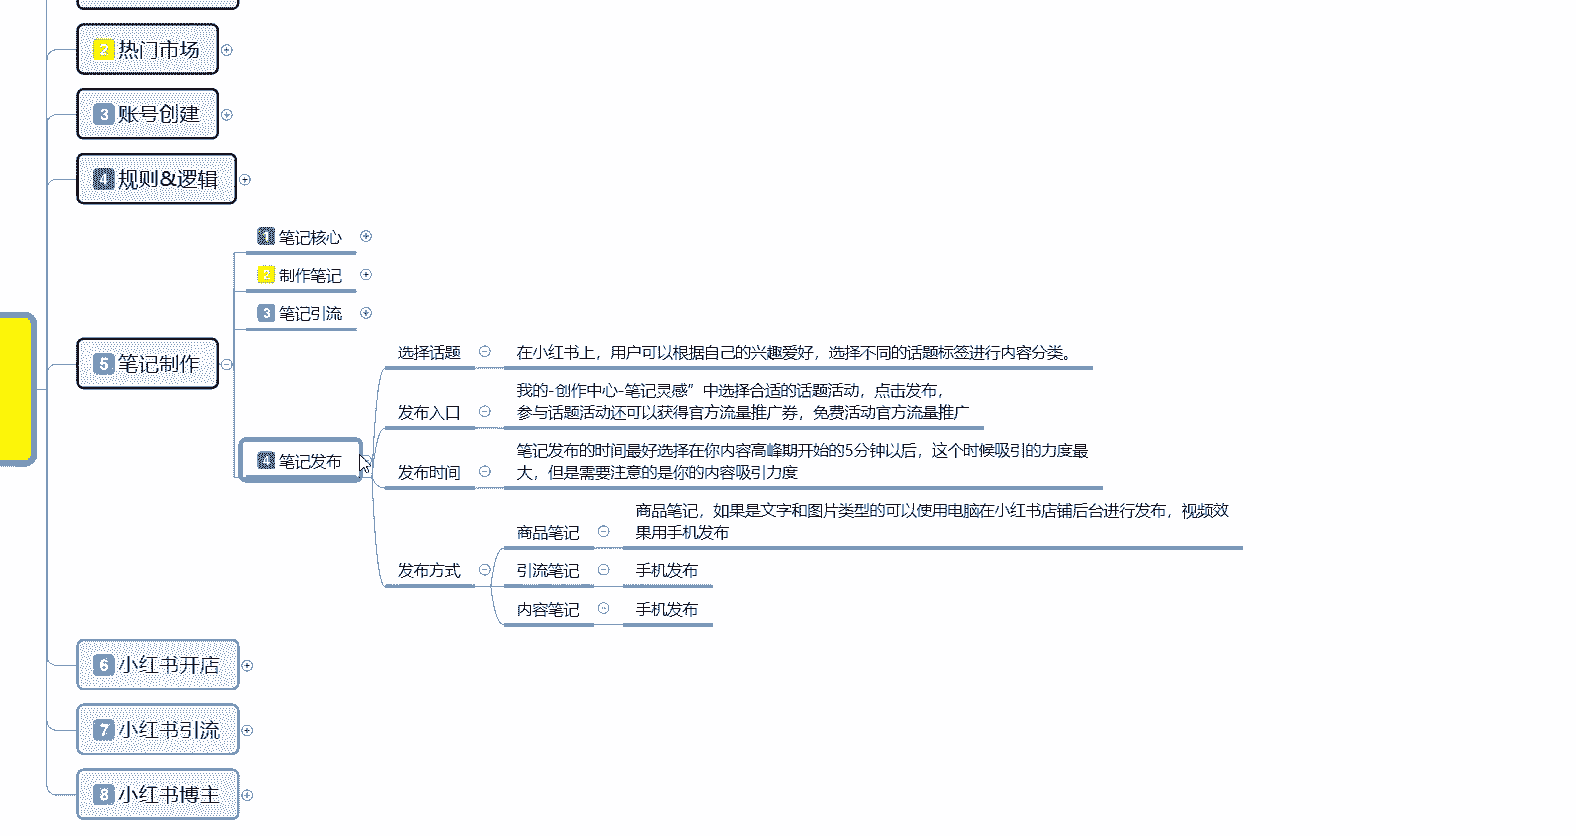 2 热门市场
3 账号创建
4 规则&逻辑
5 笔记制作
1 笔记核心
2 制作笔记
3 笔记引流
4 笔记发布
选择话题
在小红书上，用户可以根据自己的兴趣爱好，选择不同的话题标签进行内容分类。
发布入口
我的-创作中心-笔记灵感”中选择合适的话题活动，点击发布，
参与话题活动还可以获得官方流量推广券，免费活动官方流量推广
发布时间
笔记发布的时间最好选择在你内容高峰期开始的5分钟以后，这个时候吸引的力度最
大，但是需要注意的是你的内容吸引力度
发布方式
商品笔记
商品笔记，如果是文字和图片类型的可以使用电脑在小红书店铺后台进行发布，视频效
果用手机发布
引流笔记
手机发布
内容笔记
手机发布
6 小红书开店
7 小红书引流
8 小红书博主